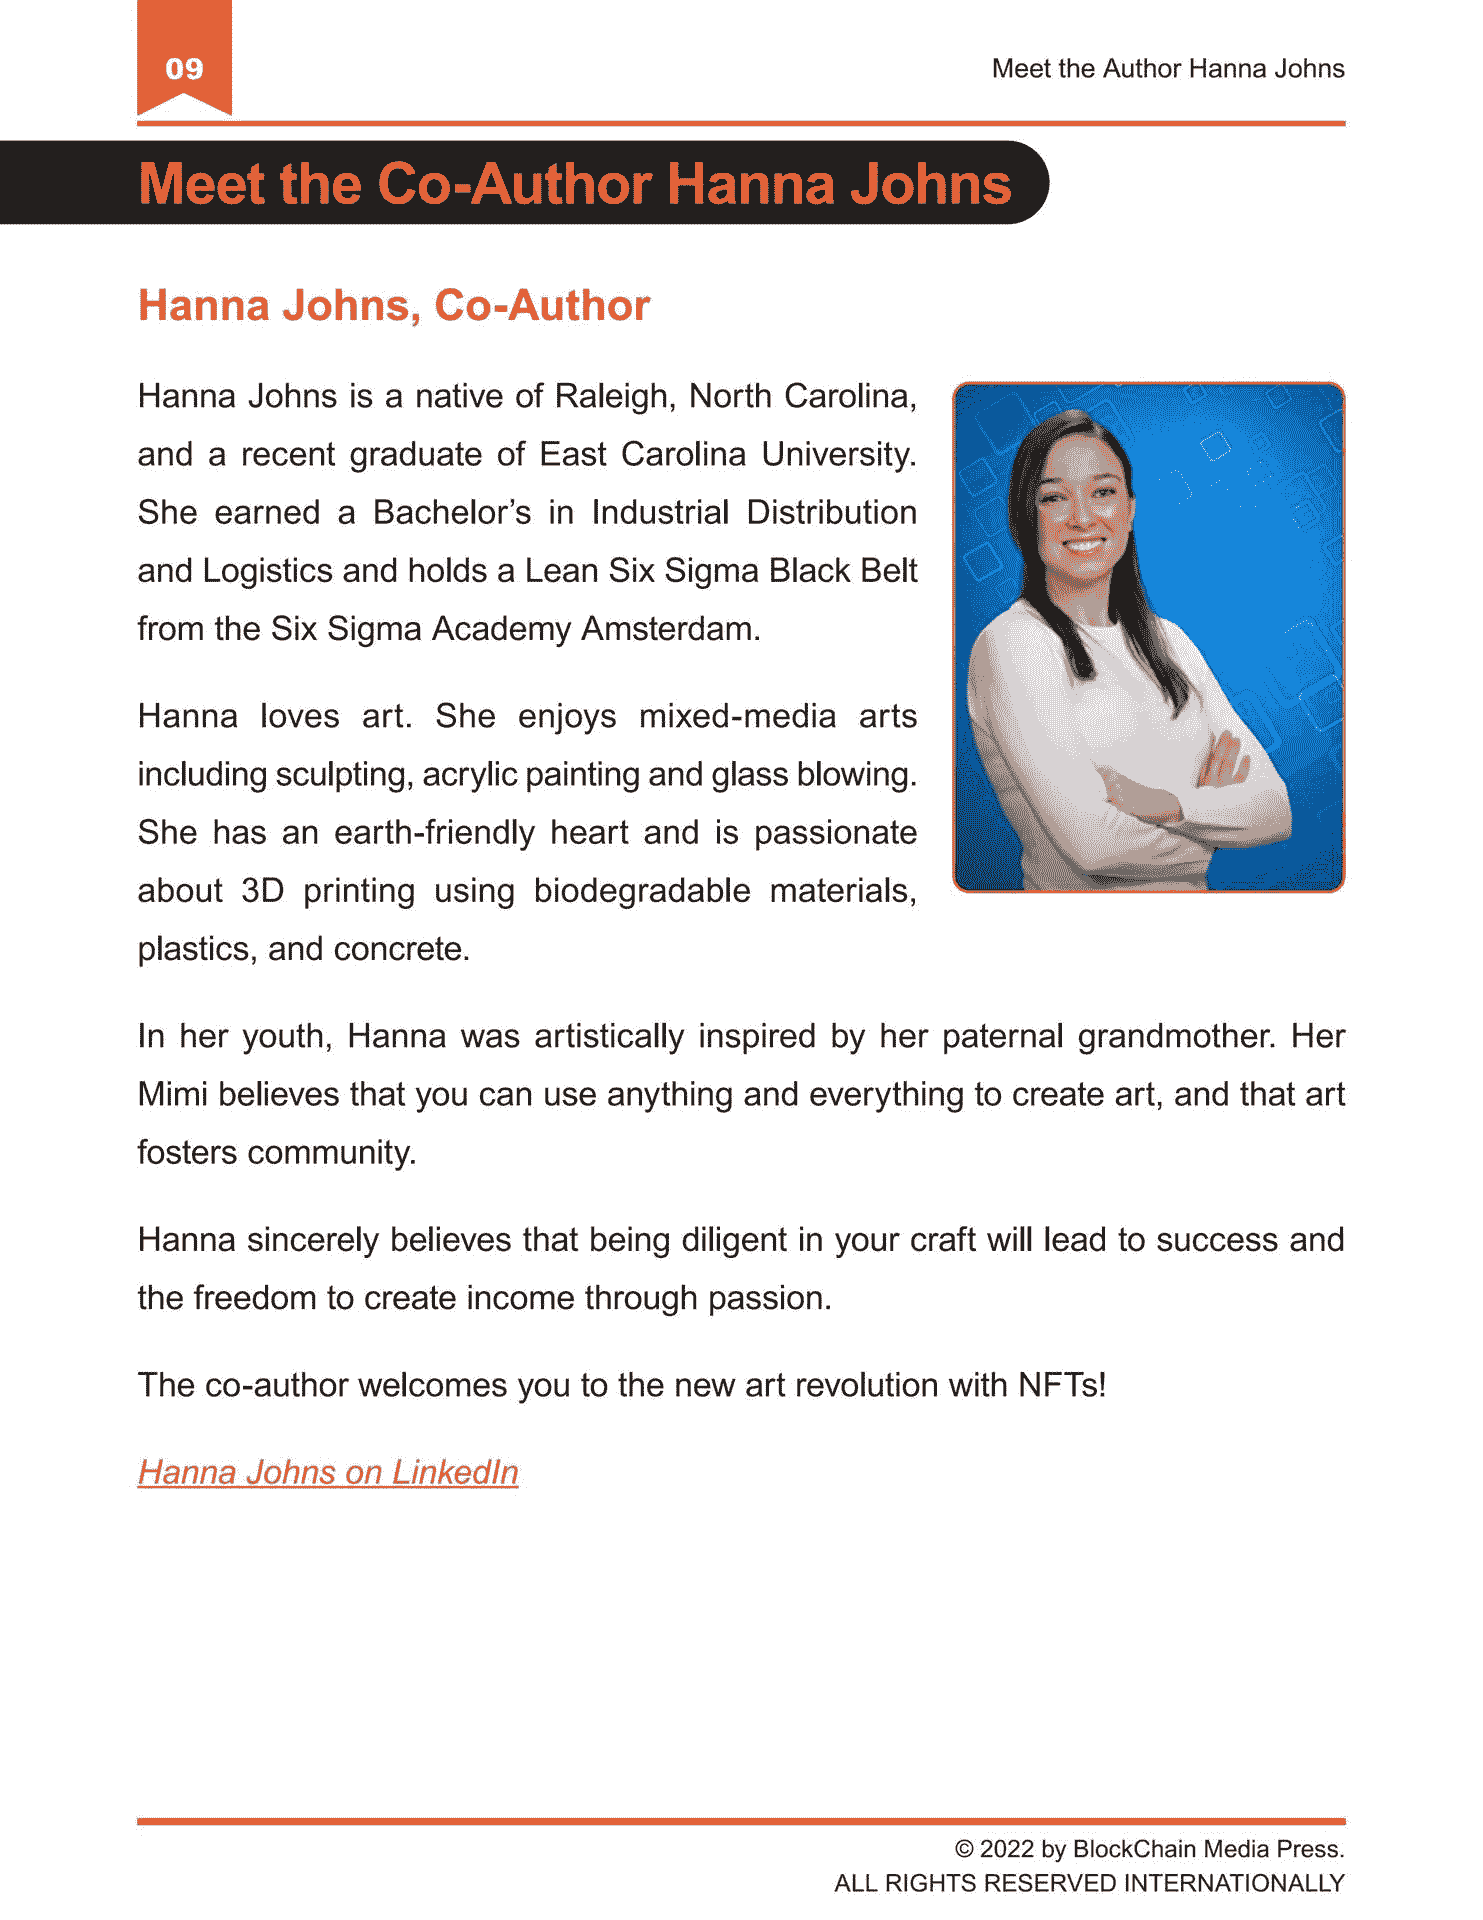 09
Meet the Author Hanna Johns
Meet the Co-Author Hanna Johns
Hanna Johns, Co-Author
Hanna Johns is a native of Raleigh, North Carolina,
and a recent graduate of East Carolina University.
She earned a Bachelor’s in Industrial Distribution
and Logistics and holds a Lean Six Sigma Black Belt
from the Six Sigma Academy Amsterdam.
Hanna loves art. She enjoys mixed-media arts
including sculpting, acrylic painting and glass blowing.
She has an earth-friendly heart and is passionate
about 3D printing using biodegradable materials,
plastics, and concrete.
In her youth, Hanna was artistically inspired by her paternal grandmother. Her
Mimi believes that you can use anything and everything to create art, and that art
fosters community.
Hanna sincerely believes that being diligent in your craft will lead to success and
the freedom to create income through passion.
The co-author welcomes you to the new art revolution with NFTs!
Hanna Johns on LinkedIn
© 2022 by BlockChain Media Press.
ALL RIGHTS RESERVED INTERNATIONALLY